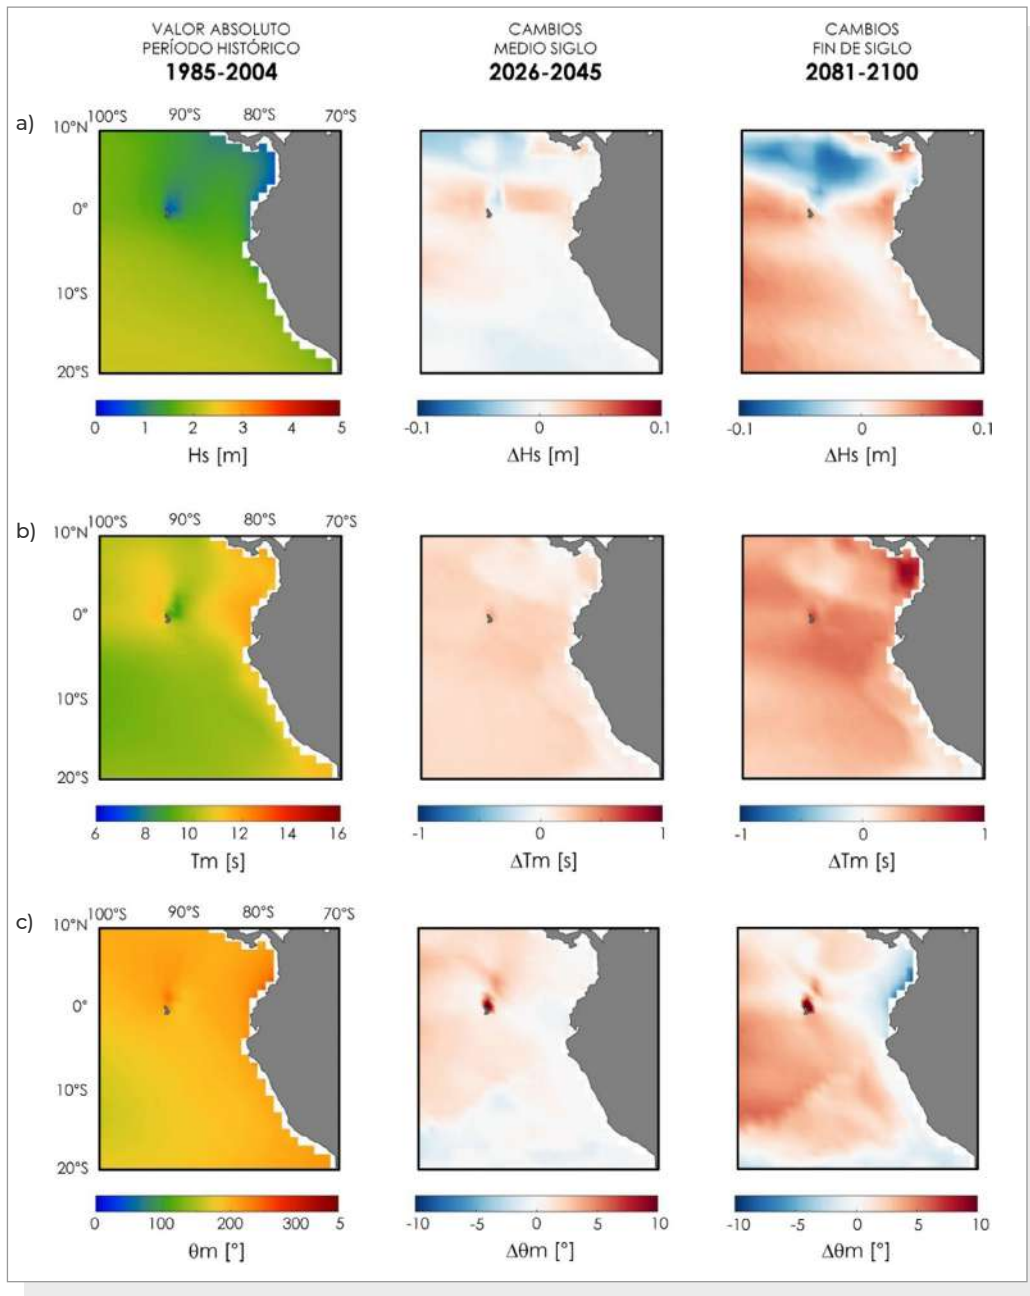 VALOR ABSOLUTO
PERÍODO HISTÓRICO
1985-2004
CAMBIOS
MEDIO SIGLO
2026-2045
CAMBIOS
FIN DE SIGLO
2081-2100
a)
100°S 90°S 80°S 70°S
10°N
0°
10°S
20°S
0 1 2 3 4 5
Hs [m]
-0.1 0 0.1
ΔHs [m]
-0.1 0 0.1
ΔHs [m]
b)
100°S 90°S 80°S 70°S
10°N
0°
10°S
20°S
6 8 10 12 14 16
Tm [s]
-1 0 1
ΔTm [s]
-1 0 1
ΔTm [s]
c)
100°S 90°S 80°S 70°S
10°N
0°
10°S
20°S
0 100 200 300 5
θm [°]
-10 -5 0 5 10
Δθm [°]
-10 -5 0 5 10
Δθm [°]